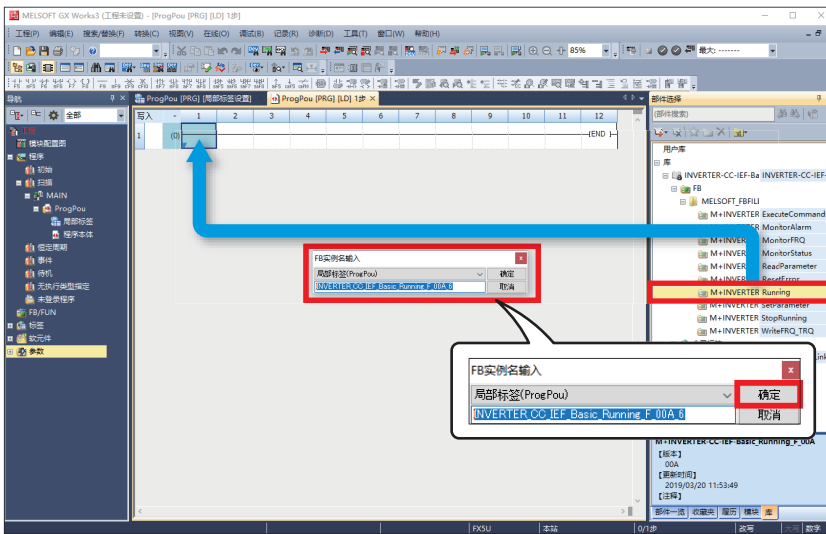 MELSOFT GX Works3 (工程未设置) - [ProgPou [PRG] [LD] 1步]
工程(P) 编辑(E) 搜索/替换(F) 转换(C) 视图(V) 在线(O) 调试(B) 记录(R) 诊断(D) 工具(T) 窗口(W) 帮助(H)
85%
最大: -------
导航
全部
工程
模块配置图
程序
初始
扫描
MAIN
ProgPou
局部标签
程序本体
恒定周期
事件
待机
无执行类型指定
未登录程序
FB/FUN
标签
软元件
参数
ProgPou [PRG] [局部标签设置]
ProgPou [PRG] [LD] 1步
写入 1 2 3 4 5 6 7 8 9 10 11 12
1 (0) [END ]
FB实例名输入
局部标签(ProgPou)
确定
INVERTER_CC_IEF_Basic_Running_F_00A_6
取消
FB实例名输入
局部标签(ProgPou)
确定
INVERTER_CC_IEF_Basic_Running_F_00A_6
取消
部件选择
(部件搜索)
用户库
库
INVERTER-CC-IEF-Ba INVERTER-CC-IEF-
FB
MELSOFT_FBFILI
M+INVERTER ExecuteCommand
M+INVERTER MonitorAlarm
M+INVERTER MonitorFRQ
M+INVERTER MonitorStatus
M+INVERTER ReadParameter
M+INVERTER ResetError
M+INVERTER Running
M+INVERTER SetParameter
M+INVERTER StopRunning
M+INVERTER WriteFRQ_TRQ
M+INVERTER-CC-IEF-Basic_Running_F_00A
【版本】
00A
【更新时间】
2019/03/20 11:53:49
【注释】
部件一览 收藏夹 履历 模块 库
FX5U 本站 0/1步 改写 大写 数字